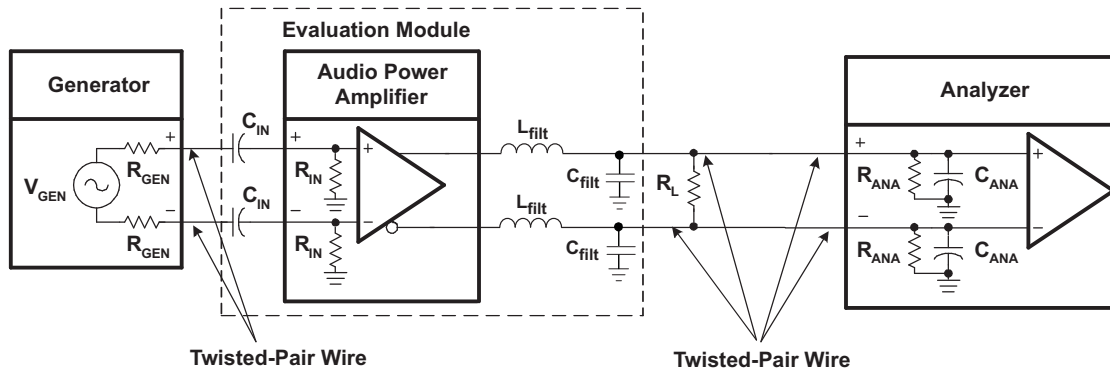 Evaluation Module
Generator
Audio Power
Amplifier
Analyzer
C_IN
L_filt
+
+
+
+
+
R_GEN
R_IN
C_filt
R_L
R_ANA
C_ANA
V_GEN
C_IN
−
−
−
L_filt
−
−
R_GEN
R_IN
C_filt
R_ANA
C_ANA
Twisted-Pair Wire
Twisted-Pair Wire